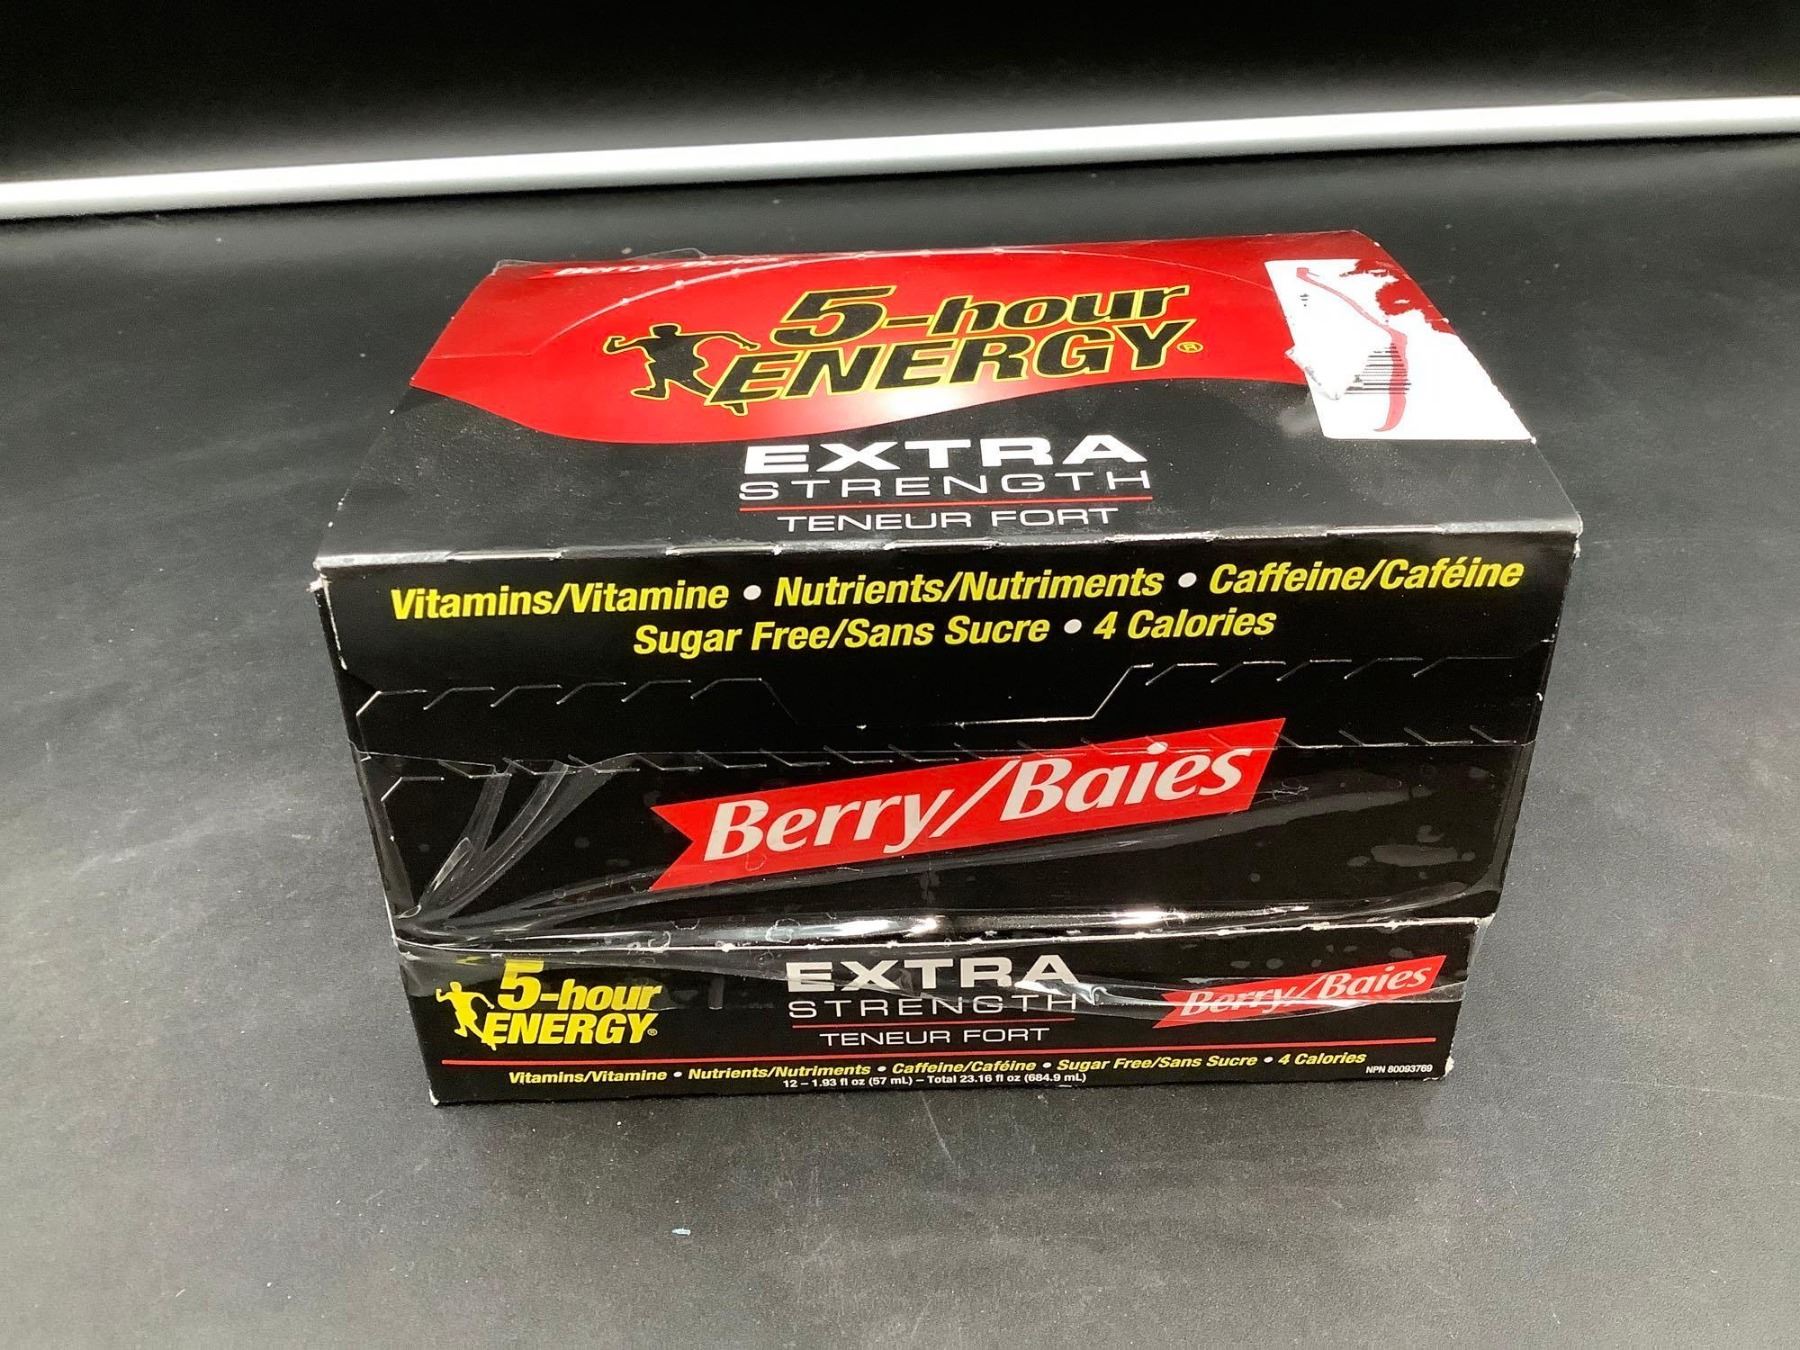 Berry/Baies
5-hour
ENERGY®
EXTRA
STRENGTH
TENEUR FORT
Vitamins/Vitamine • Nutrients/Nutriments • Caffeine/Caféine
Sugar Free/Sans Sucre • 4 Calories
Berry/Baies
5-hour
ENERGY®
EXTRA
STRENGTH
TENEUR FORT
Berry/Baies
Vitamins/Vitamine • Nutrients/Nutriments • Caffeine/Caféine • Sugar Free/Sans Sucre • 4 Calories
12 – 1.93 fl oz (57 mL) – Total 23.16 fl oz (684.9 mL)
NPN 80093769